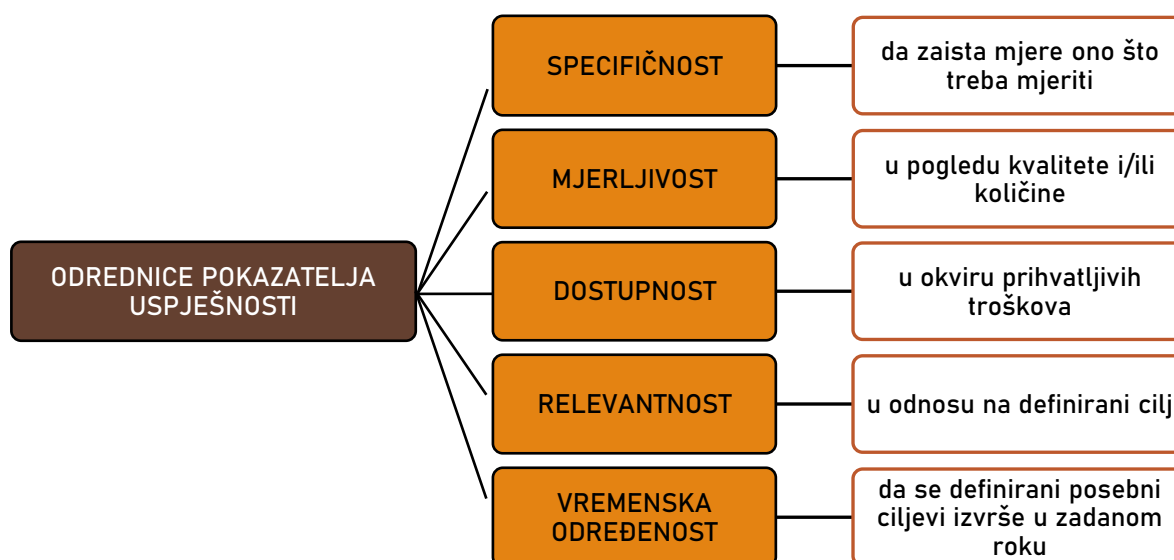 ODREDNICE POKAZATELJA
USPJEŠNOSTI
SPECIFIČNOST
da zaista mjere ono što
treba mjeriti
MJERLJIVOST
u pogledu kvalitete i/ili
količine
DOSTUPNOST
u okviru prihvatljivih
troškova
RELEVANTNOST
u odnosu na definirani cilj
VREMENSKA
ODREĐENOST
da se definirani posebni
ciljevi izvrše u zadanom
roku